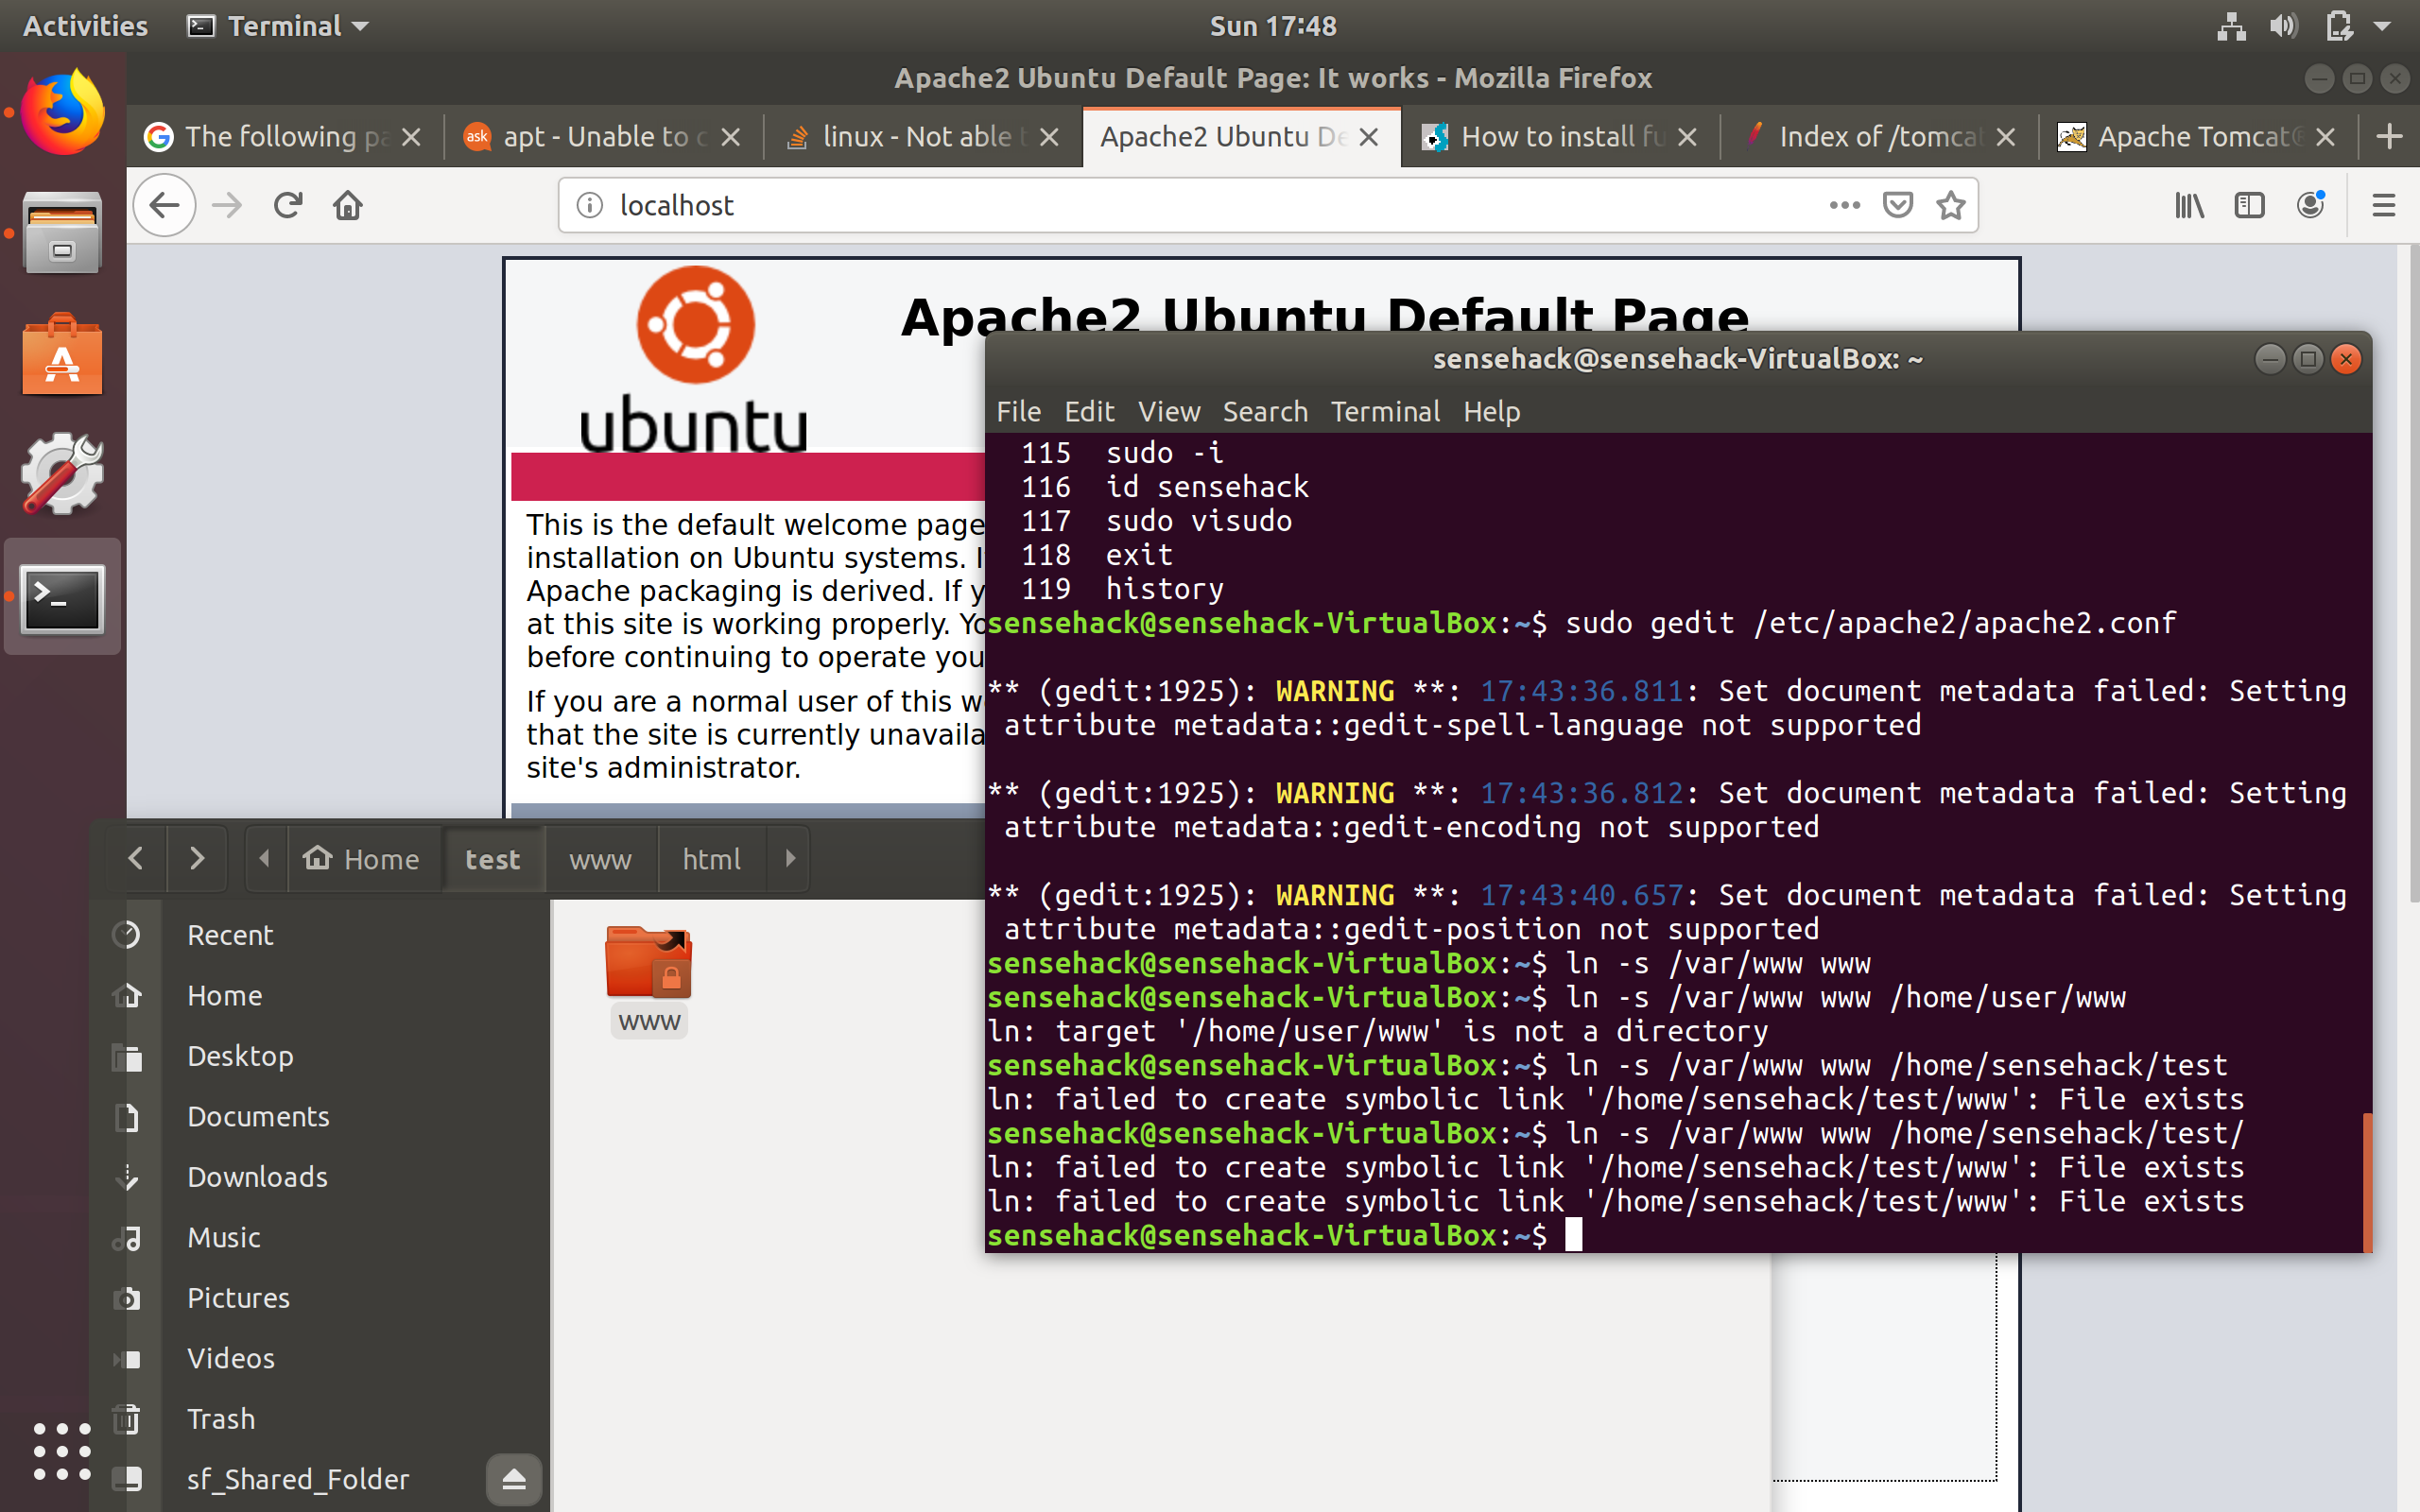 Activities
Terminal
Sun 17:48
Apache2 Ubuntu Default Page: It works - Mozilla Firefox
The following pa
ask
apt - Unable to c
linux - Not able t
Apache2 Ubuntu De
How to install fu
Index of /tomcat
Apache Tomcat®
localhost
ubuntu
Apache2 Ubuntu Default Page
This is the default welcome page
installation on Ubuntu systems. I
Apache packaging is derived. If y
at this site is working properly. Yo
before continuing to operate you
If you are a normal user of this w
that the site is currently unavaila
site's administrator.
sensehack@sensehack-VirtualBox: ~
File Edit View Search Terminal Help
115 sudo -i
116 id sensehack
117 sudo visudo
118 exit
119 history
sensehack@sensehack-VirtualBox:~$ sudo gedit /etc/apache2/apache2.conf
** (gedit:1925): WARNING **: 17:43:36.811: Set document metadata failed: Setting
attribute metadata::gedit-spell-language not supported
** (gedit:1925): WARNING **: 17:43:36.812: Set document metadata failed: Setting
attribute metadata::gedit-encoding not supported
** (gedit:1925): WARNING **: 17:43:40.657: Set document metadata failed: Setting
attribute metadata::gedit-position not supported
sensehack@sensehack-VirtualBox:~$ ln -s /var/www www
sensehack@sensehack-VirtualBox:~$ ln -s /var/www www /home/user/www
ln: target '/home/user/www' is not a directory
sensehack@sensehack-VirtualBox:~$ ln -s /var/www www /home/sensehack/test
ln: failed to create symbolic link '/home/sensehack/test/www': File exists
sensehack@sensehack-VirtualBox:~$ ln -s /var/www www /home/sensehack/test/
ln: failed to create symbolic link '/home/sensehack/test/www': File exists
ln: failed to create symbolic link '/home/sensehack/test/www': File exists
sensehack@sensehack-VirtualBox:~$
Home
test
www
html
Recent
Home
Desktop
Documents
Downloads
Music
Pictures
Videos
Trash
sf_Shared_Folder
www